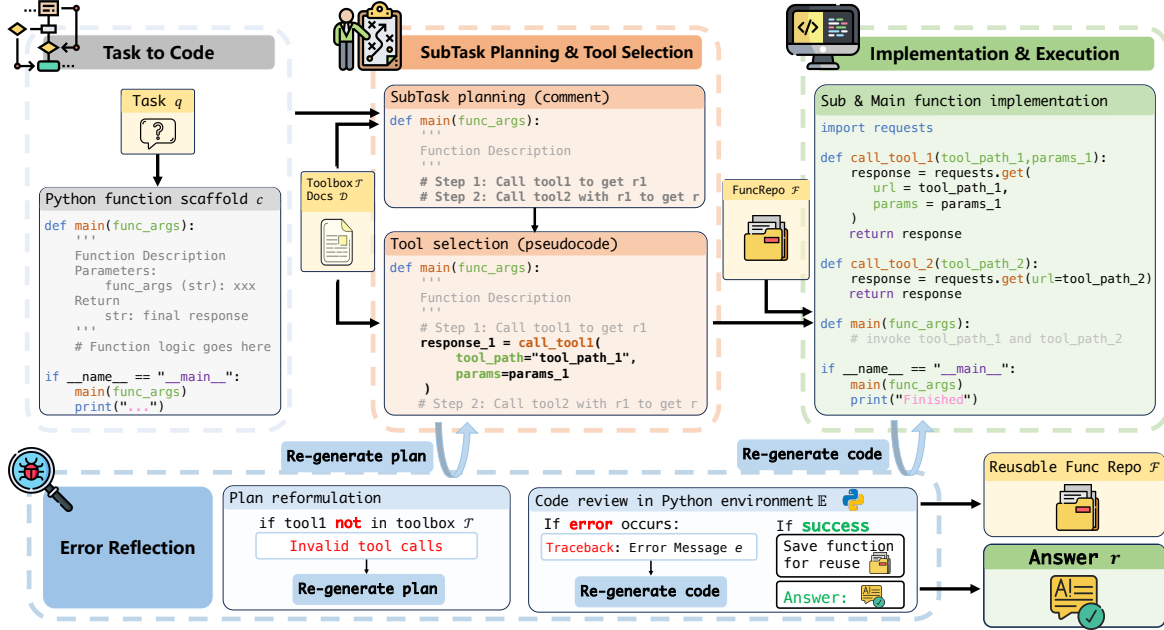 Task to Code
Task q
?
Python function scaffold c
def main(func_args):
'''
Function Description
Parameters:
func_args (str): xxx
Return
str: final response
'''
# Function logic goes here
if __name__ == "__main__":
main(func_args)
print("...")
SubTask Planning & Tool Selection
SubTask planning (comment)
def main(func_args):
'''
Function Description
'''
# Step 1: Call tool1 to get r1
# Step 2: Call tool2 with r1 to get r
Toolbox 𝒯
Docs 𝒟
Tool selection (pseudocode)
def main(func_args):
'''
Function Description
'''
# Step 1: Call tool1 to get r1
response_1 = call_tool1(
tool_path="tool_path_1",
params=params_1
)
# Step 2: Call tool2 with r1 to get r
</>
Implementation & Execution
FuncRepo ℱ
Sub & Main function implementation
import requests
def call_tool_1(tool_path_1,params_1):
response = requests.get(
url = tool_path_1,
params = params_1
)
return response
def call_tool_2(tool_path_2):
response = requests.get(url=tool_path_2)
return response
def main(func_args):
# invoke tool_path_1 and tool_path_2
if __name__ == "__main__":
main(func_args)
print("Finished")
Re-generate plan
Re-generate code
Error Reflection
Plan reformulation
if tool1 not in toolbox 𝒯
Invalid tool calls
Re-generate plan
Code review in Python environment 𝔼
If error occurs:
Traceback: Error Message e
Re-generate code
If success
Save function
for reuse
Answer:
Reusable Func Repo ℱ
Answer r
A!